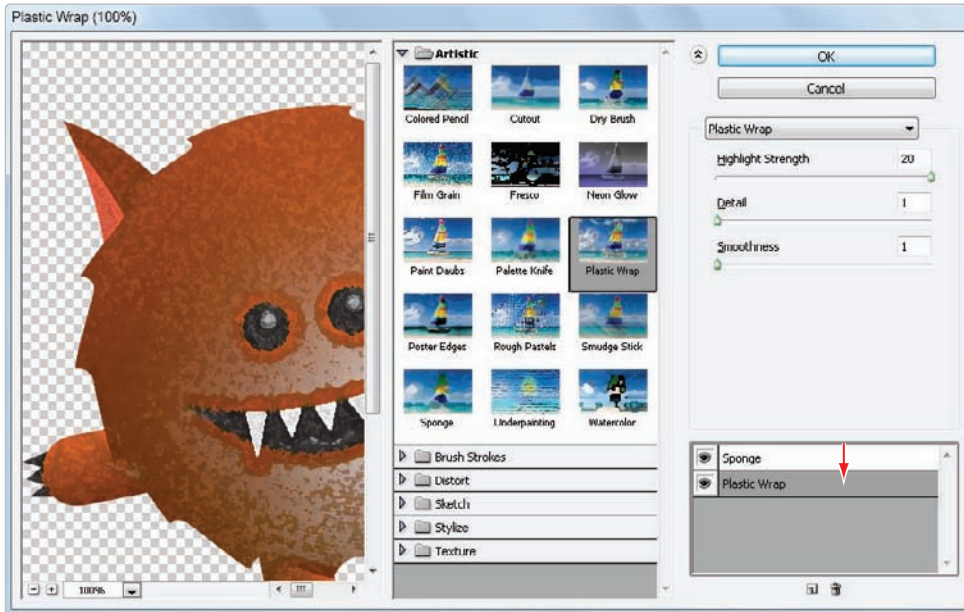 Plastic Wrap (100%)
100%
Artistic
Colored Pencil
Cutout
Dry Brush
Film Grain
Fresco
Neon Glow
Paint Daubs
Palette Knife
Plastic Wrap
Poster Edges
Rough Pastels
Smudge Stick
Sponge
Underpainting
Watercolor
Brush Strokes
Distort
Sketch
Stylize
Texture
OK
Cancel
Plastic Wrap
Highlight Strength 20
Detail 1
Smoothness 1
Sponge
Plastic Wrap